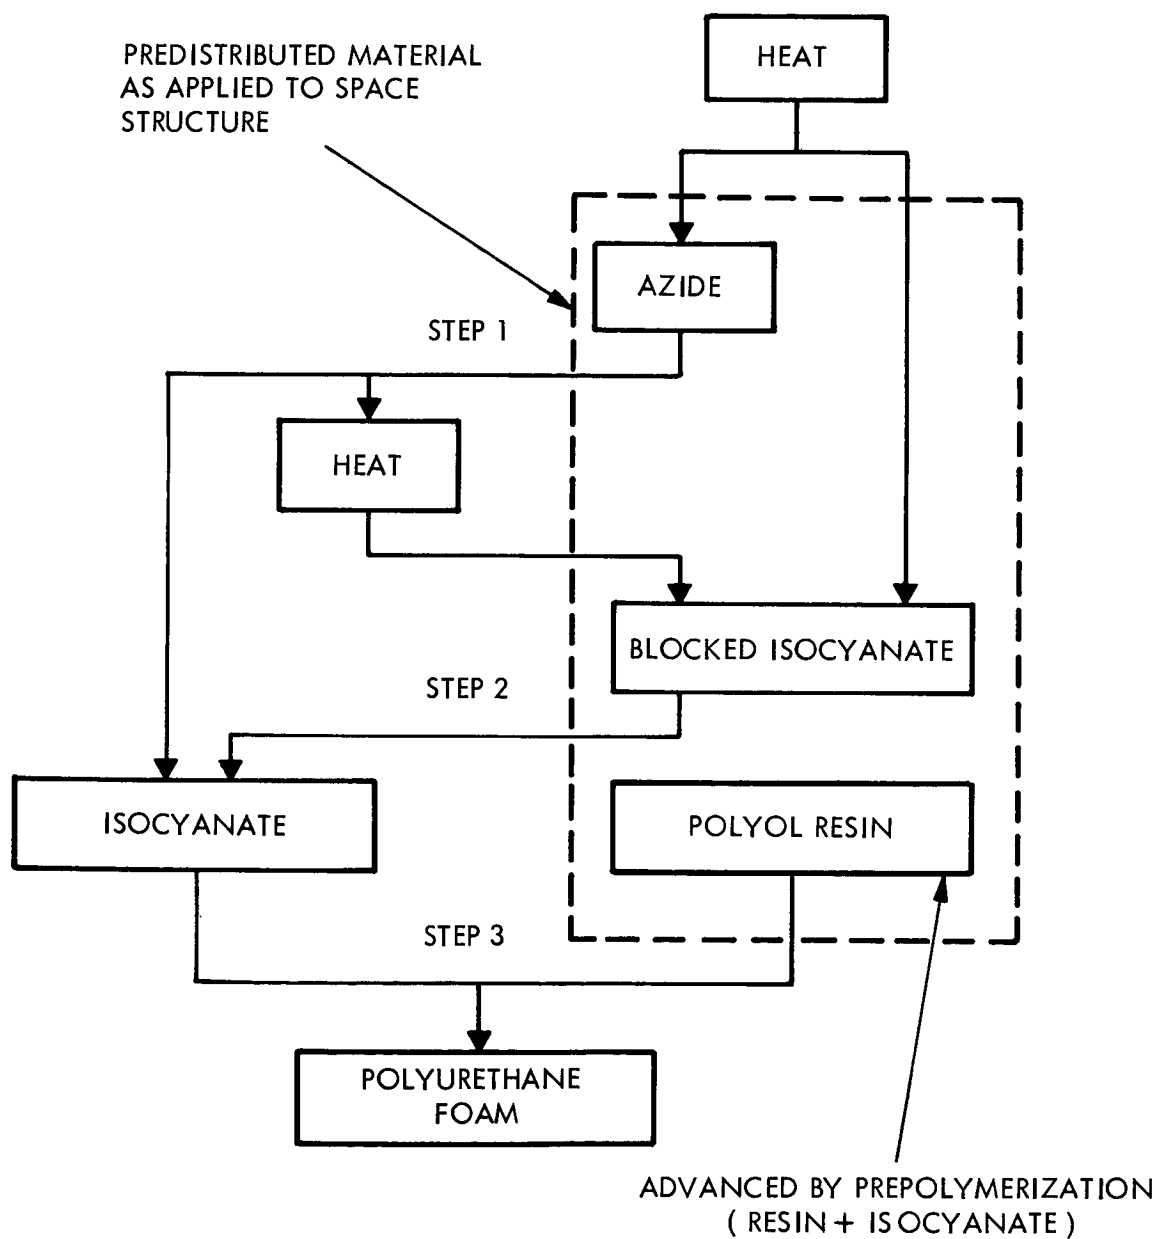 PREDISTRIBUTED MATERIAL
AS APPLIED TO SPACE
STRUCTURE
HEAT
AZIDE
STEP 1
HEAT
BLOCKED ISOCYANATE
STEP 2
ISOCYANATE
POLYOL RESIN
STEP 3
POLYURETHANE
FOAM
ADVANCED BY PREPOLYMERIZATION
( RESIN + ISOCYANATE )